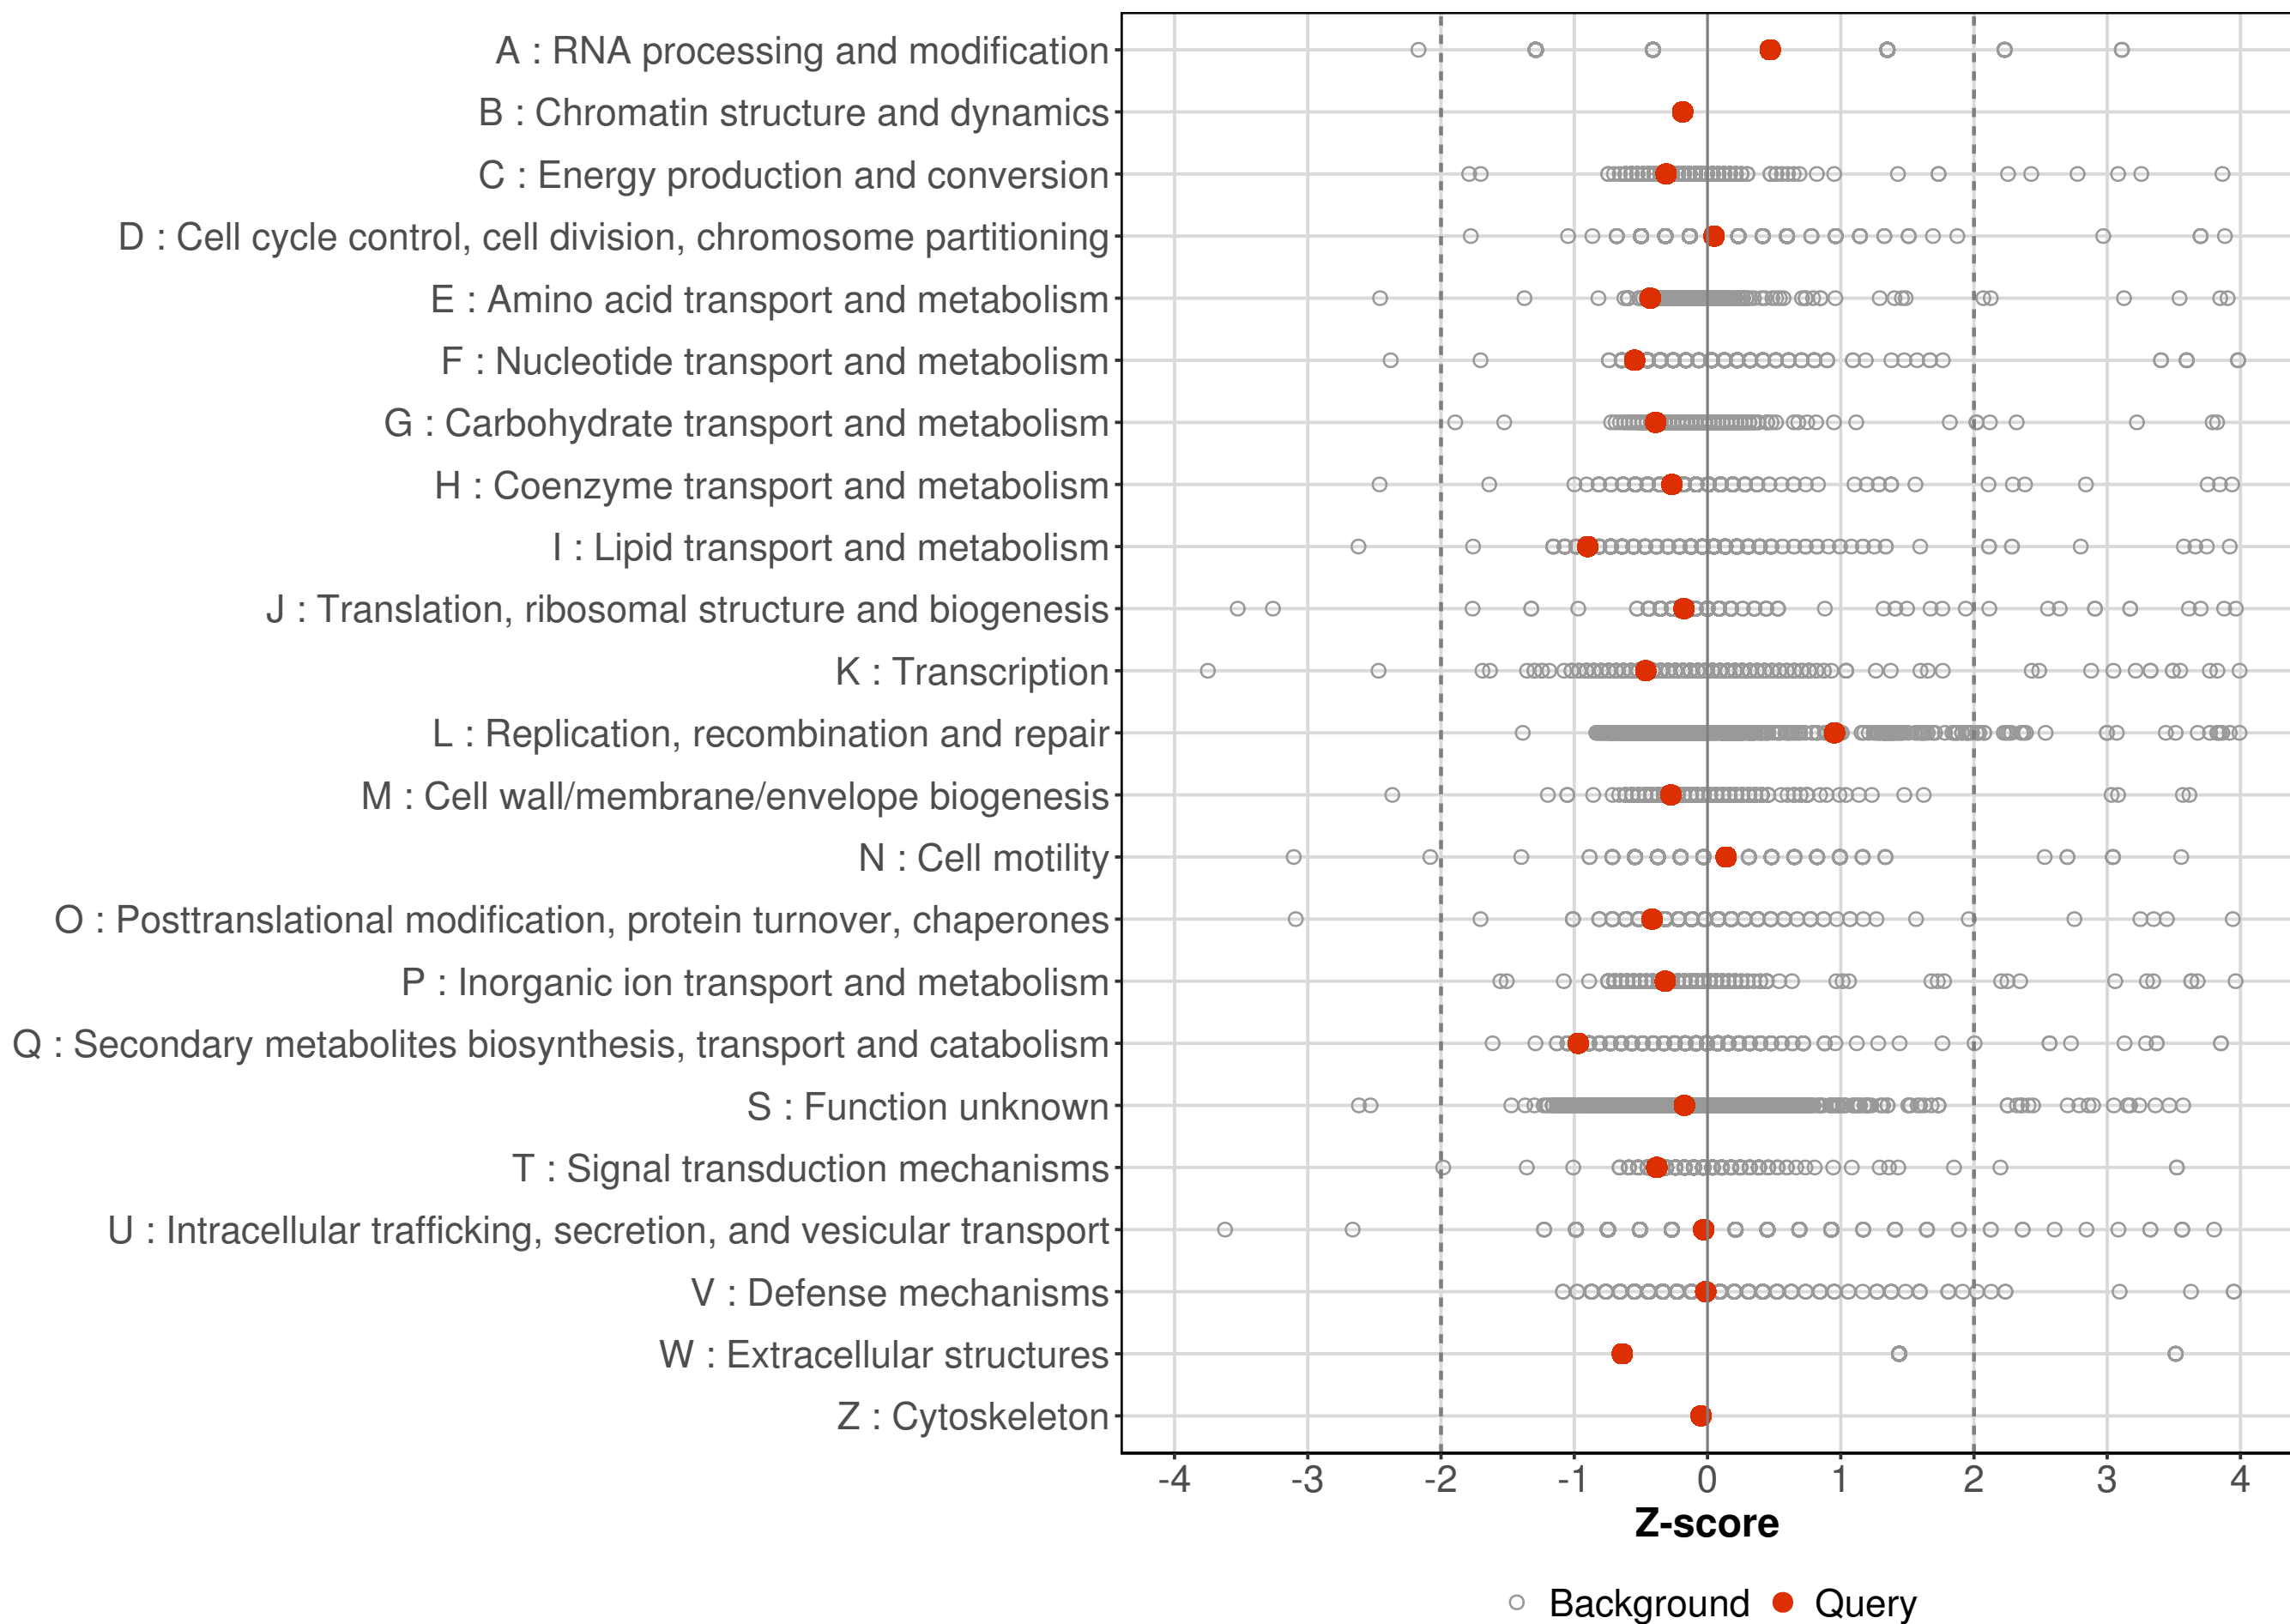 A : RNA processing and modification
B : Chromatin structure and dynamics
C : Energy production and conversion
D : Cell cycle control, cell division, chromosome partitioning
E : Amino acid transport and metabolism
F : Nucleotide transport and metabolism
G : Carbohydrate transport and metabolism
H : Coenzyme transport and metabolism
I : Lipid transport and metabolism
J : Translation, ribosomal structure and biogenesis
K : Transcription
L : Replication, recombination and repair
M : Cell wall/membrane/envelope biogenesis
N : Cell motility
O : Posttranslational modification, protein turnover, chaperones
P : Inorganic ion transport and metabolism
Q : Secondary metabolites biosynthesis, transport and catabolism
S : Function unknown
T : Signal transduction mechanisms
U : Intracellular trafficking, secretion, and vesicular transport
V : Defense mechanisms
W : Extracellular structures
Z : Cytoskeleton
-4 -3 -2 -1 0 1 2 3 4
Z-score
Background Query